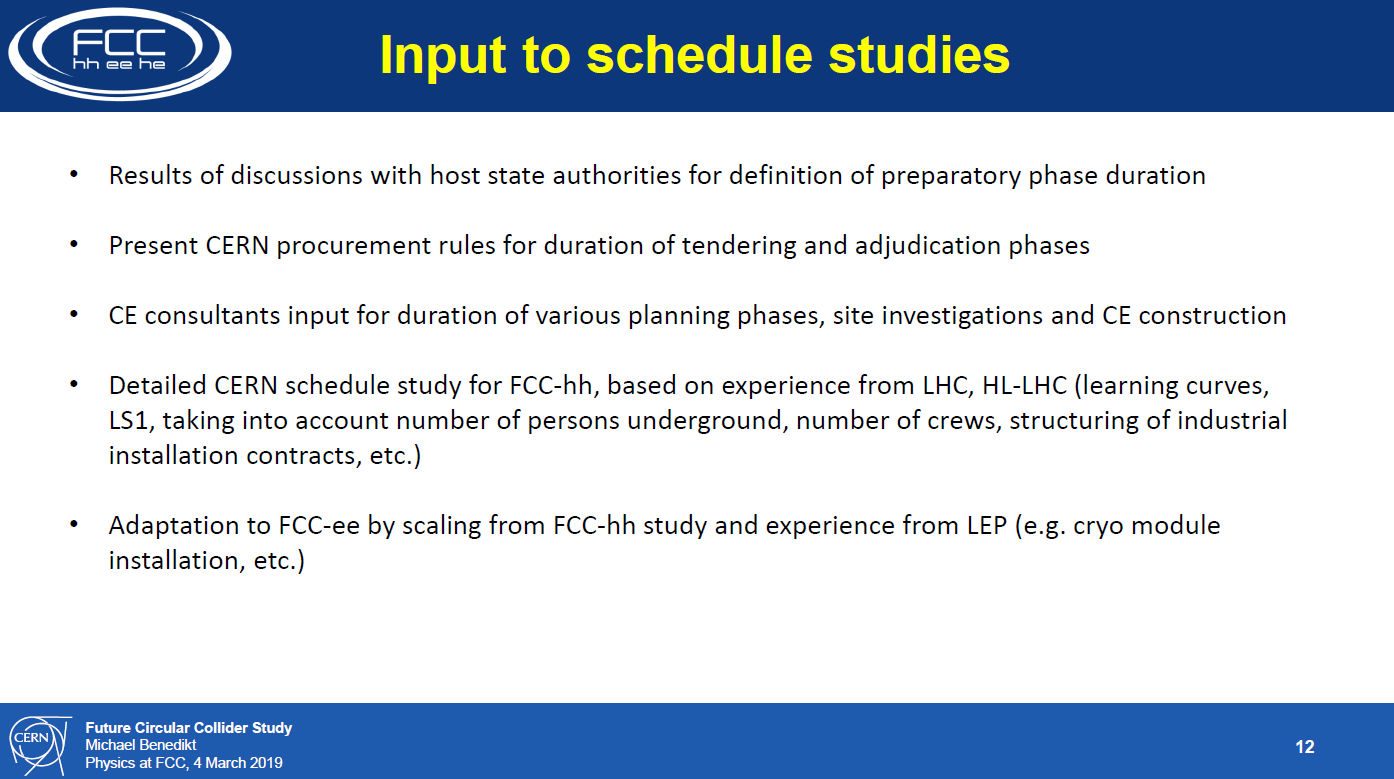 FCC
hh ee he
Input to schedule studies
• Results of discussions with host state authorities for definition of preparatory phase duration
• Present CERN procurement rules for duration of tendering and adjudication phases
• CE consultants input for duration of various planning phases, site investigations and CE construction
• Detailed CERN schedule study for FCC-hh, based on experience from LHC, HL-LHC (learning curves,
LS1, taking into account number of persons underground, number of crews, structuring of industrial
installation contracts, etc.)
• Adaptation to FCC-ee by scaling from FCC-hh study and experience from LEP (e.g. cryo module
installation, etc.)
CERN
Future Circular Collider Study
Michael Benedikt
Physics at FCC, 4 March 2019
12